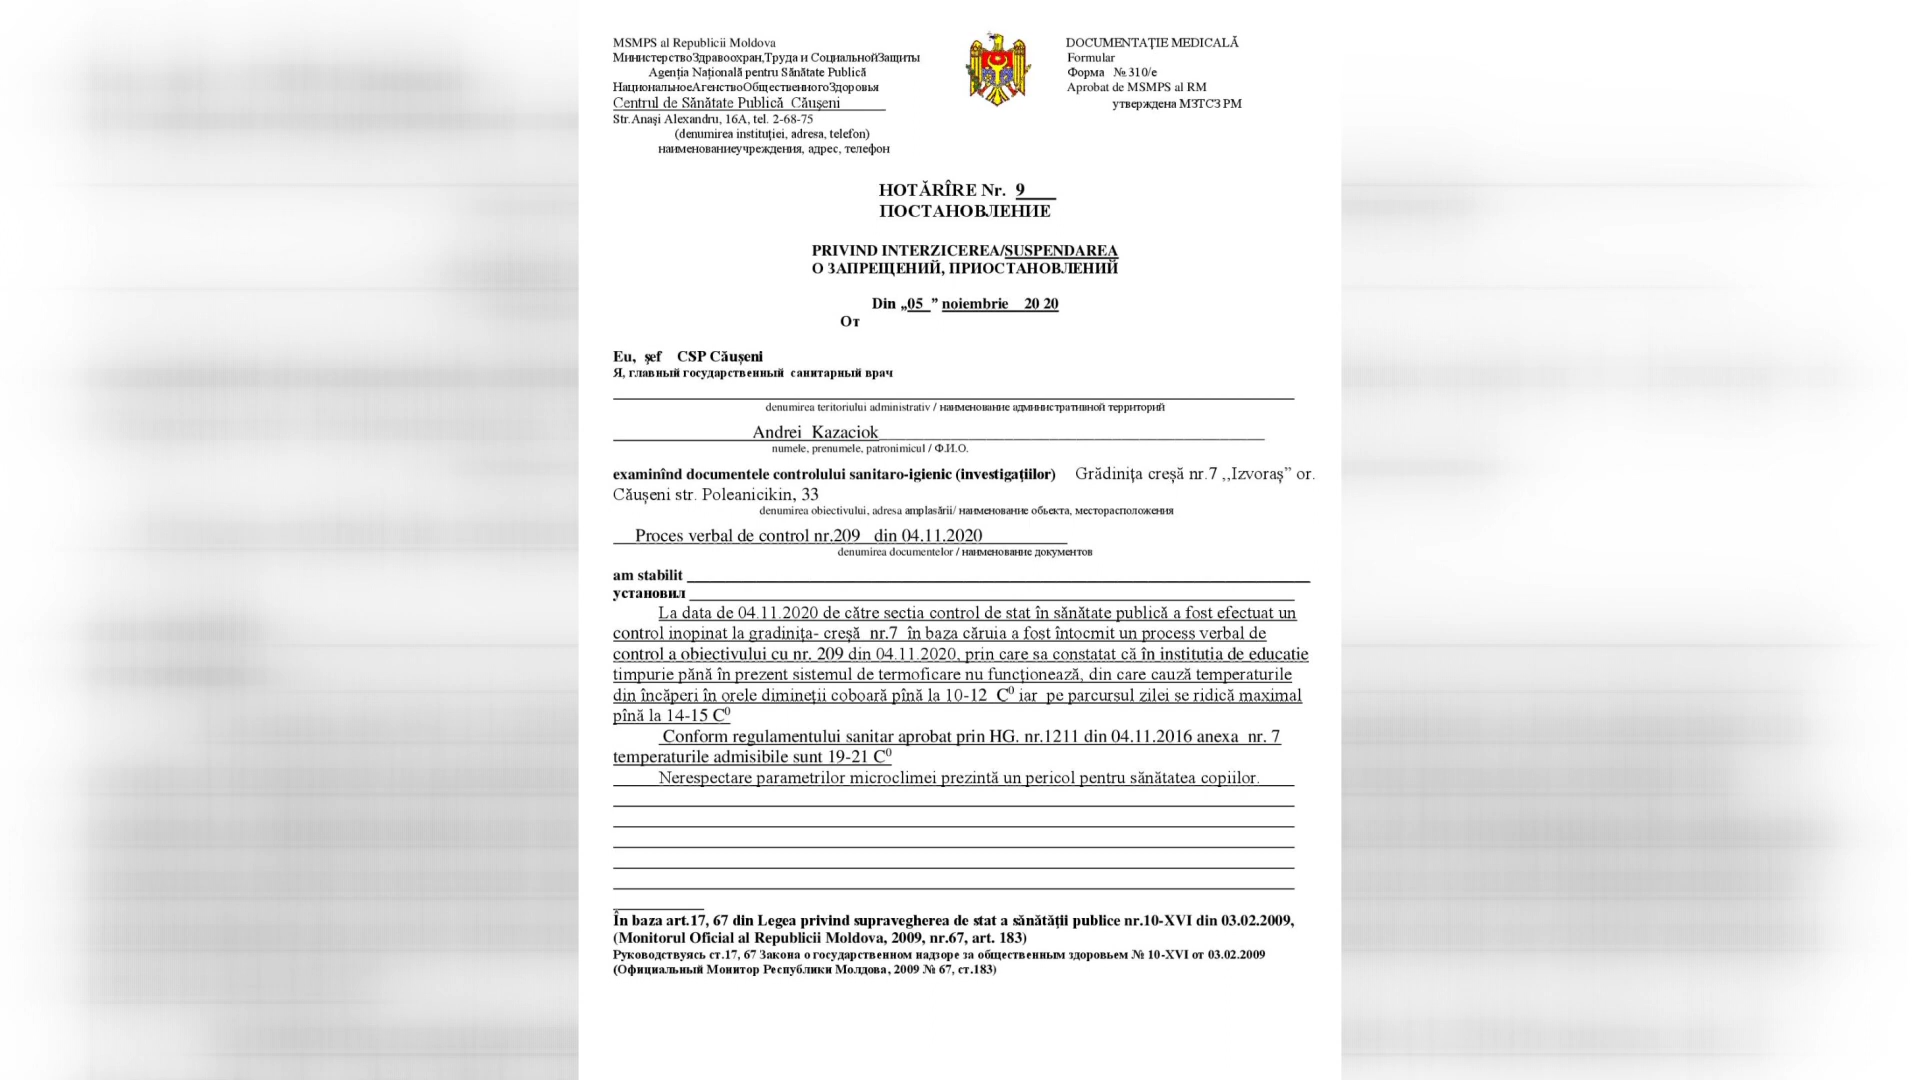 MSMPS al Republicii Moldova
МинистерствоЗдравоохран,Труда и СоциальнойЗащиты
Agenția Națională pentru Sănătate Publică
НациональноеАгенствоОбщественногоЗдоровья
Centrul de Sănătate Publică Căușeni
Str.Anași Alexandru, 16A, tel. 2-68-75
(denumirea instituției, adresa, telefon)
наименованиеучреждения, адрес, телефон
DOCUMENTAŢIE MEDICALĂ
Formular
Форма № 310/e
Aprobat de MSMPS al RM
утверждена МЗТСЗ РМ
HOTĂRÎRE Nr. 9
ПОСТАНОВЛЕНИЕ
PRIVIND INTERZICEREA/SUSPENDAREA
О ЗАПРЕЩЕНИЙ, ПРИОСТАНОВЛЕНИЙ
Din „05 ” noiembrie 20 20
От
Eu, șef CSP Căușeni
Я, главный государственный санитарный врач
denumirea teritoriului administrativ / наименование административной территорий
Andrei Kazaciok
numele, prenumele, patronimicul / Ф.И.О.
examinînd documentele controlului sanitaro-igienic (investigațiilor) Grădinița creșă nr.7 ,,Izvoraș” or.
Căușeni str. Poleanicikin, 33
denumirea obiectivului, adresa amplasării/ наименование обьекта, месторасположения
Proces verbal de control nr.209 din 04.11.2020
denumirea documentelor / наименование документов
am stabilit
установил
La data de 04.11.2020 de către sectia control de stat în sănătate publică a fost efectuat un
control inopinat la gradinița- creșă nr.7 în baza căruia a fost întocmit un process verbal de
control a obiectivului cu nr. 209 din 04.11.2020, prin care sa constatat că în institutia de educatie
timpurie până în prezent sistemul de termoficare nu funcționează, din care cauză temperaturile
din încăperi în orele dimineții coboară pînă la 10-12 C⁰ iar pe parcursul zilei se ridică maximal
pînă la 14-15 C⁰
Conform regulamentului sanitar aprobat prin HG. nr.1211 din 04.11.2016 anexa nr. 7
temperaturile admisibile sunt 19-21 C⁰
Nerespectare parametrilor microclimei prezintă un pericol pentru sănătatea copiilor.
În baza art.17, 67 din Legea privind supravegherea de stat a sănătăţii publice nr.10-XVI din 03.02.2009,
(Monitorul Oficial al Republicii Moldova, 2009, nr.67, art. 183)
Руководствуясь ст.17, 67 Закона о государственном надзоре за общественным здоровьем № 10-XVI от 03.02.2009
(Официальный Монитор Республики Молдова, 2009 № 67, ст.183)